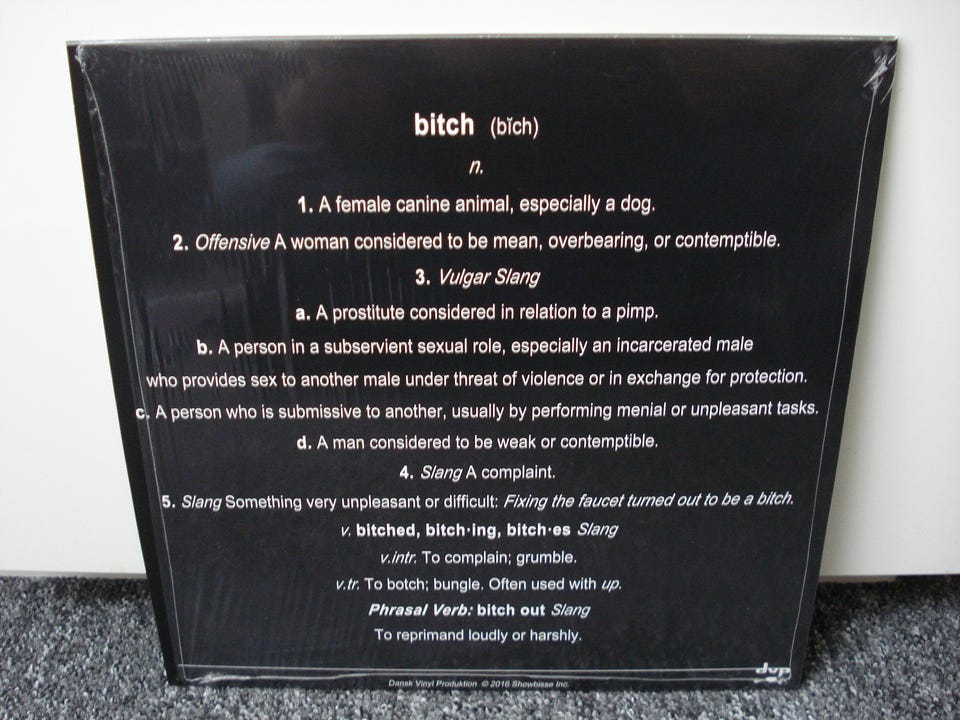 bitch (bĭch)
n.
1. A female canine animal, especially a dog.
2. Offensive A woman considered to be mean, overbearing, or contemptible.
3. Vulgar Slang
a. A prostitute considered in relation to a pimp.
b. A person in a subservient sexual role, especially an incarcerated male
who provides sex to another male under threat of violence or in exchange for protection.
c. A person who is submissive to another, usually by performing menial or unpleasant tasks.
d. A man considered to be weak or contemptible.
4. Slang A complaint.
5. Slang Something very unpleasant or difficult: Fixing the faucet turned out to be a bitch.
v. bitched, bitch·ing, bitch·es Slang
v.intr. To complain; grumble.
v.tr. To botch; bungle. Often used with up.
Phrasal Verb: bitch out Slang
To reprimand loudly or harshly.
dvp
Dansk Vinyl Produktion © 2016 Showbisse Inc.